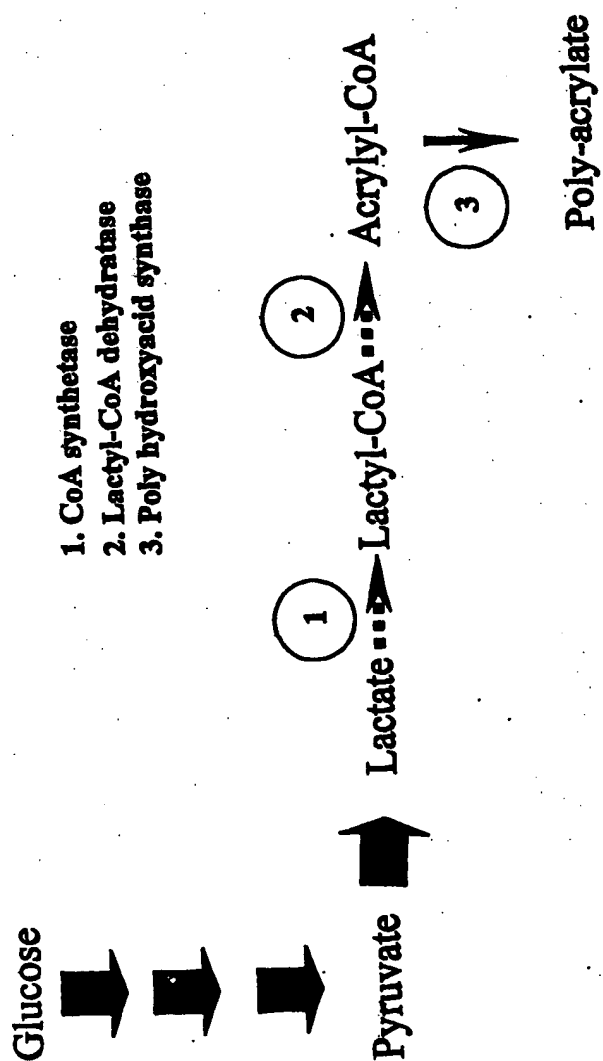 Glucose
1. CoA synthetase
2. Lactyl-CoA dehydratase
3. Poly hydroxyacid synthase
1
2
Pyruvate
Lactate
Lactyl-CoA
Acrylyl-CoA
3
Poly-acrylate